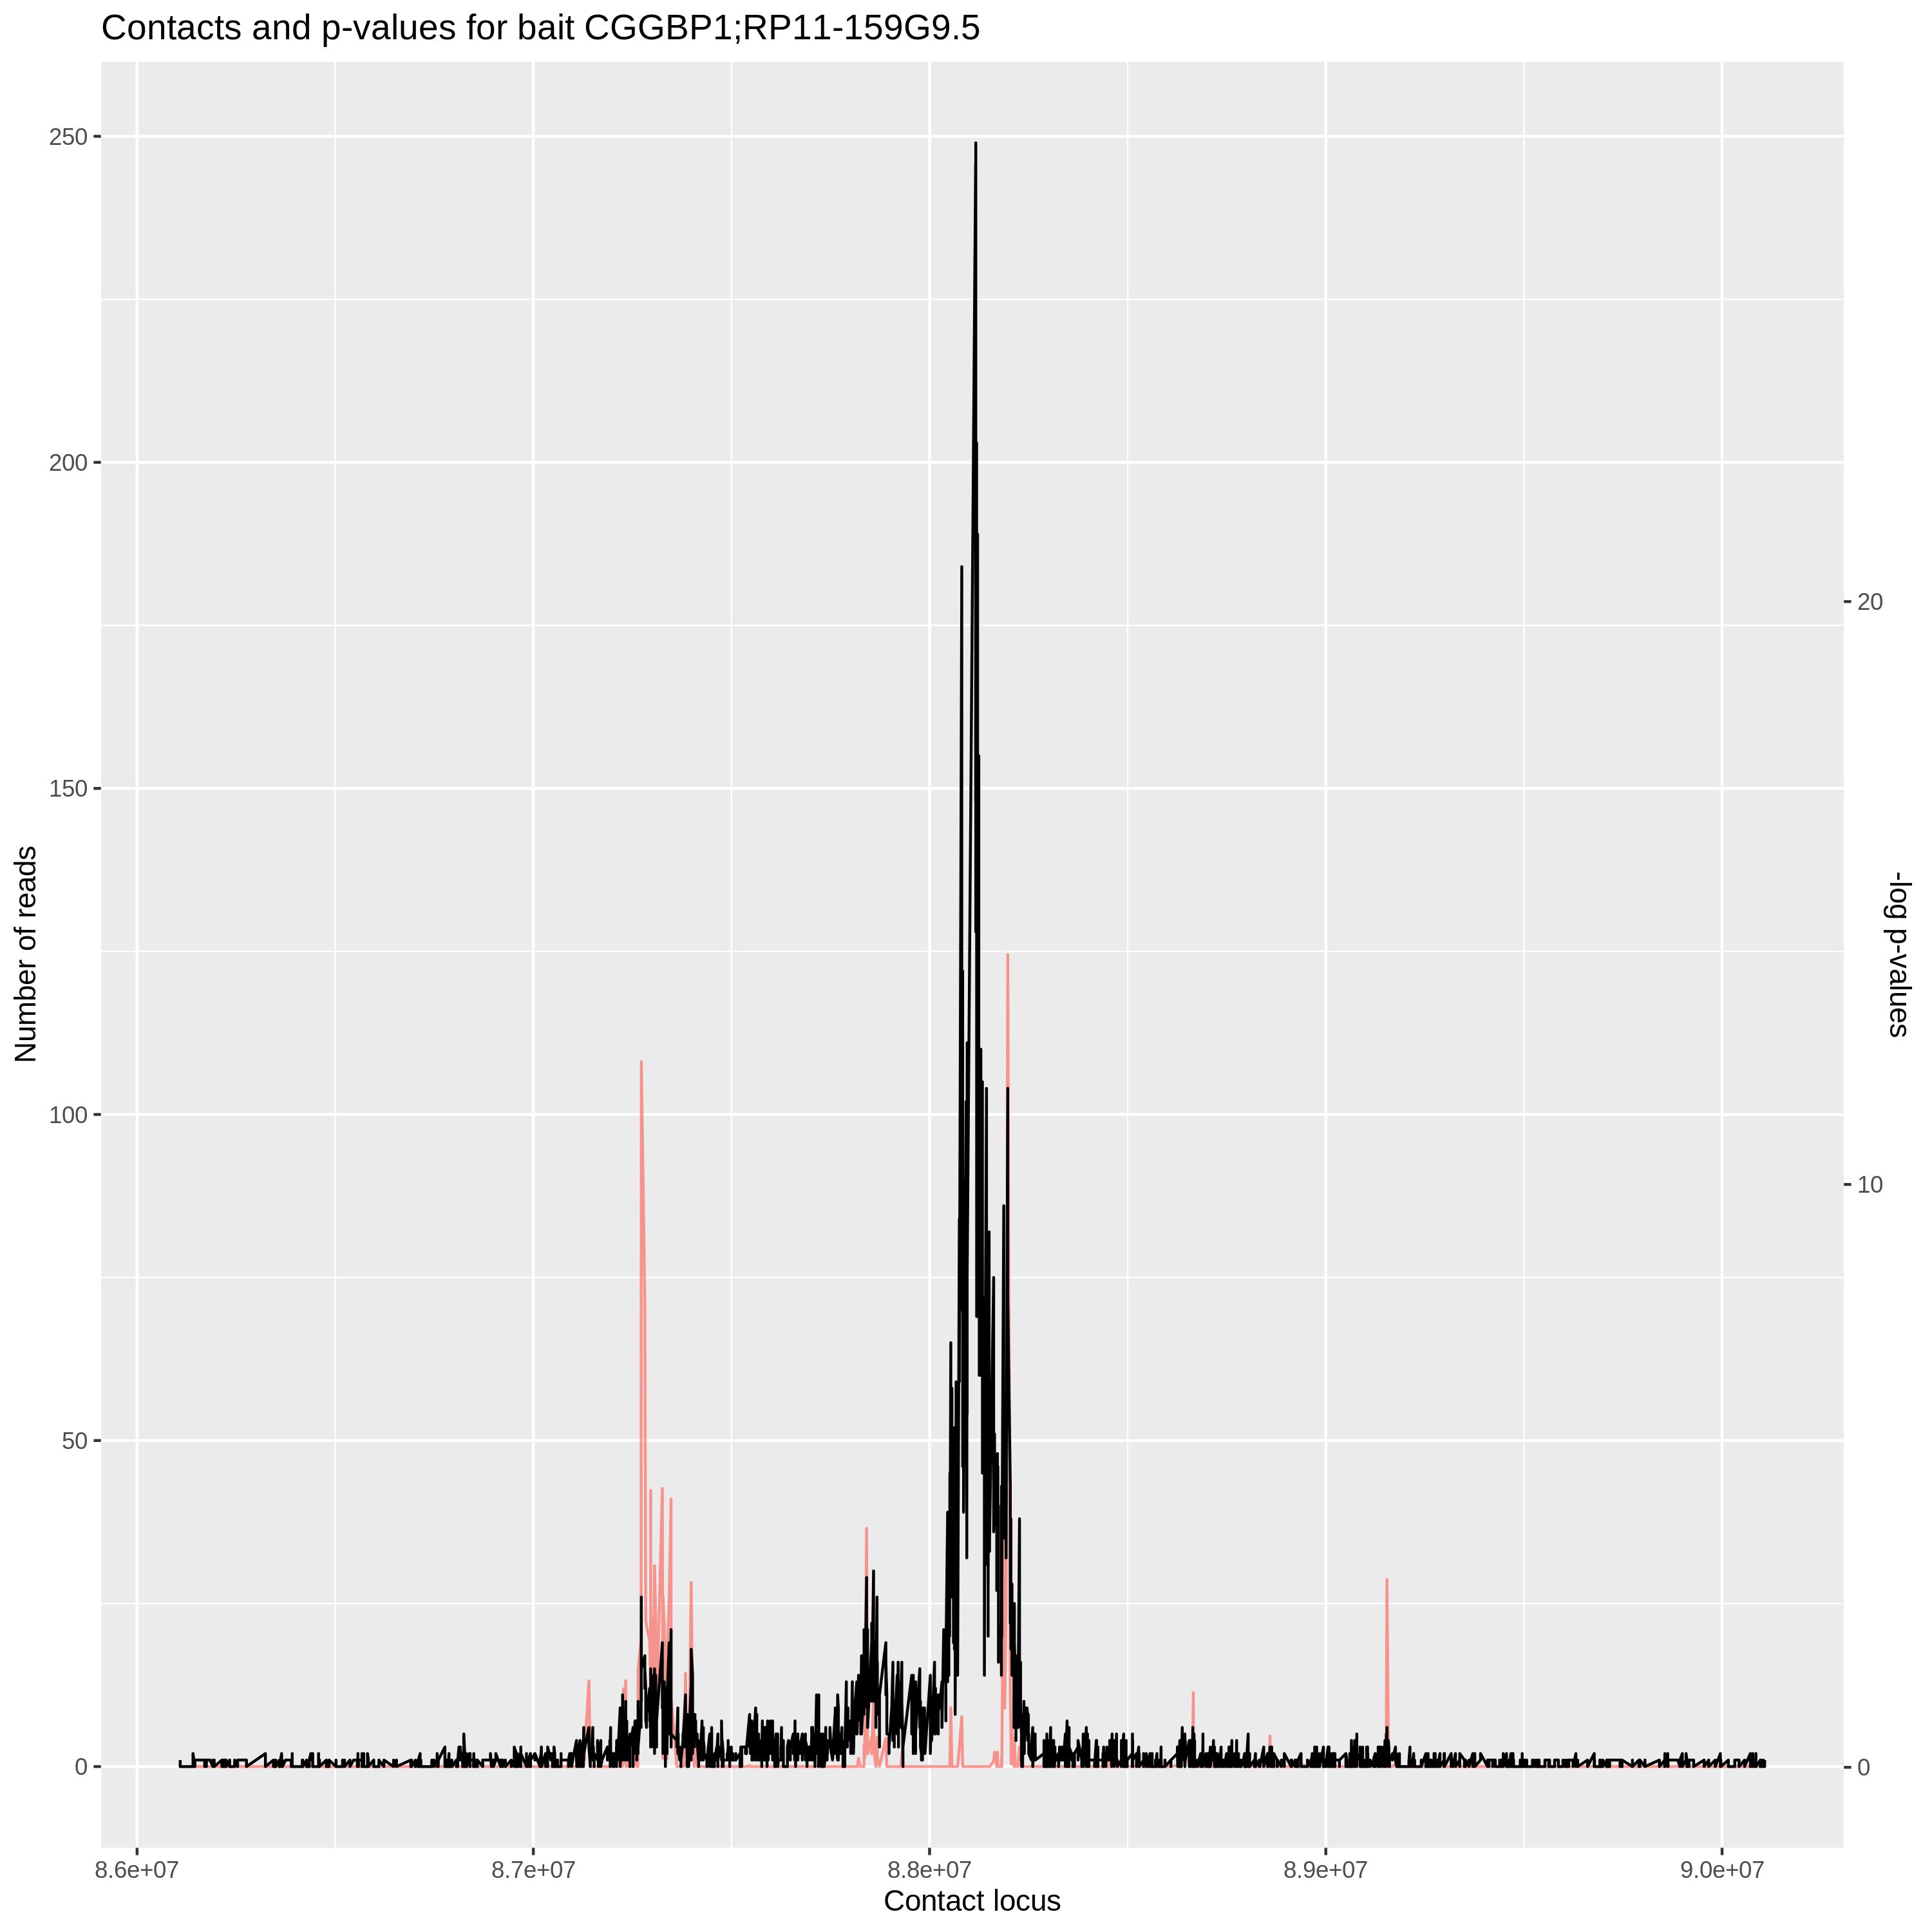 Contacts and p-values for bait CGGBP1;RP11-159G9.5
250
200
150
100
50
0
Number of reads
20
10
0
-log p-values
8.6e+07 8.7e+07 8.8e+07 8.9e+07 9.0e+07
Contact locus